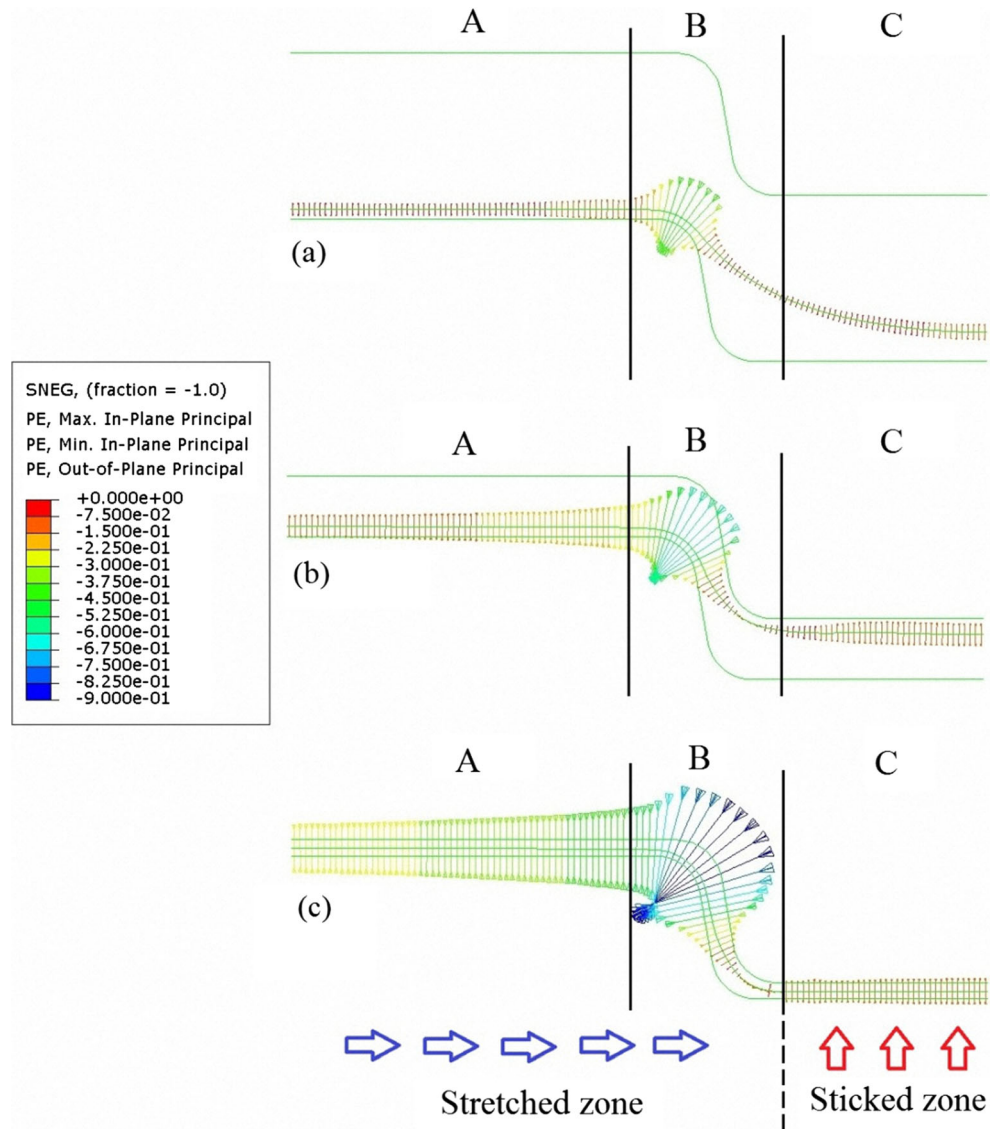 A B C
(a)
SNEG, (fraction = -1.0)
PE, Max. In-Plane Principal
PE, Min. In-Plane Principal
PE, Out-of-Plane Principal
+0.000e+00
-7.500e-02
-1.500e-01
-2.250e-01
-3.000e-01
-3.750e-01
-4.500e-01
-5.250e-01
-6.000e-01
-6.750e-01
-7.500e-01
-8.250e-01
-9.000e-01
A B C
(b)
A B C
(c)
Stretched zone
Sticked zone